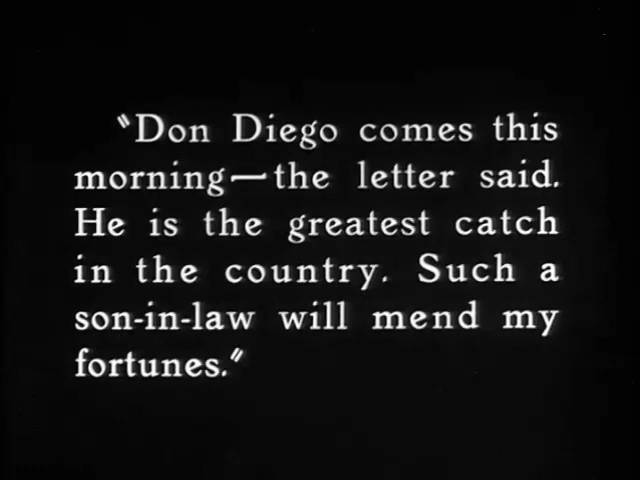 "Don Diego comes this
morning—the letter said.
He is the greatest catch
in the country. Such a
son-in-law will mend my
fortunes."